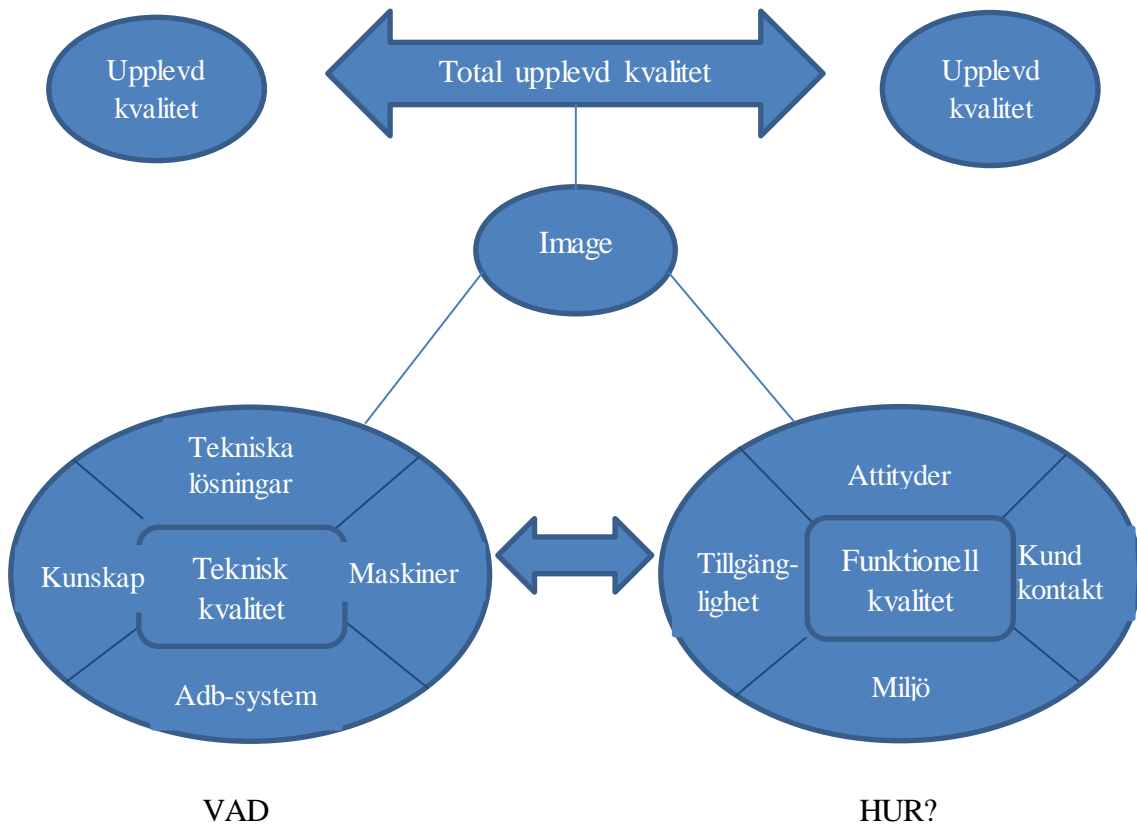 Upplevd
kvalitet
Total upplevd kvalitet
Upplevd
kvalitet
Image
Tekniska
lösningar
Kunskap
Teknisk
kvalitet
Maskiner
Adb-system
Attityder
Tillgäng-
lighet
Funktionell
kvalitet
Kund
kontakt
Miljö
VAD
HUR?